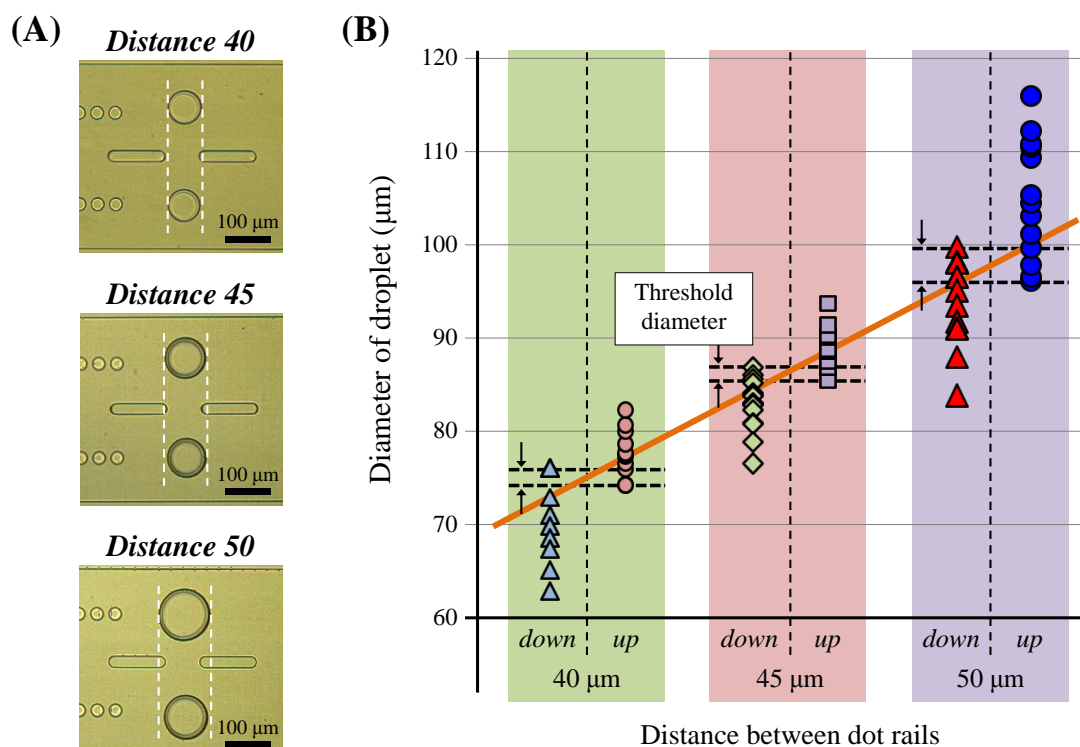 (A)
Distance 40
100 μm
Distance 45
100 μm
Distance 50
100 μm
(B)
Diameter of droplet (μm)
120
110
100
90
80
70
60
Threshold
diameter
down
up
down
up
down
up
40 μm
45 μm
50 μm
Distance between dot rails